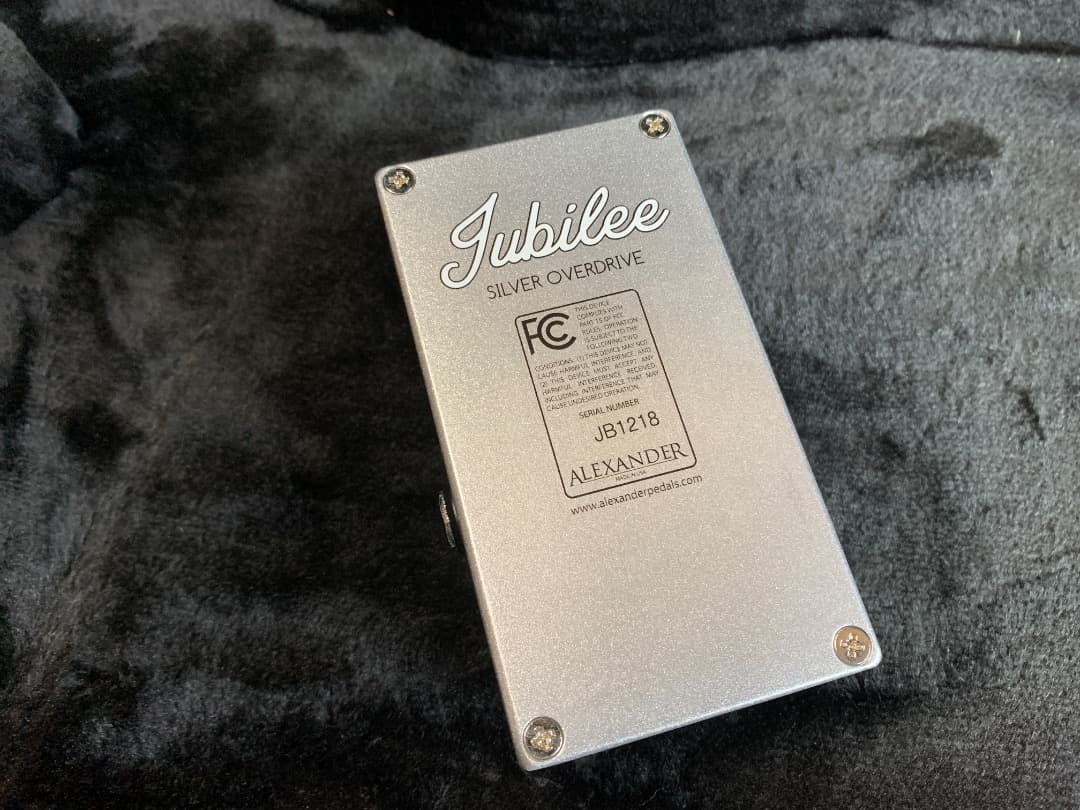 Jubilee
SILVER OVERDRIVE
FCC
THIS DEVICE
COMPLIES WITH
PART 15 OF FCC
RULES. OPERATION
IS SUBJECT TO THE
FOLLOWING TWO
CONDITIONS: (1) THIS DEVICE MAY NOT
CAUSE HARMFUL INTERFERENCE, AND
(2) THIS DEVICE MUST ACCEPT ANY
HARMFUL INTERFERENCE RECEIVED,
INCLUDING INTERFERENCE THAT MAY
CAUSE UNDESIRED OPERATION.
SERIAL NUMBER
JB1218
ALEXANDER
MADE IN USA
www.alexanderpedals.com